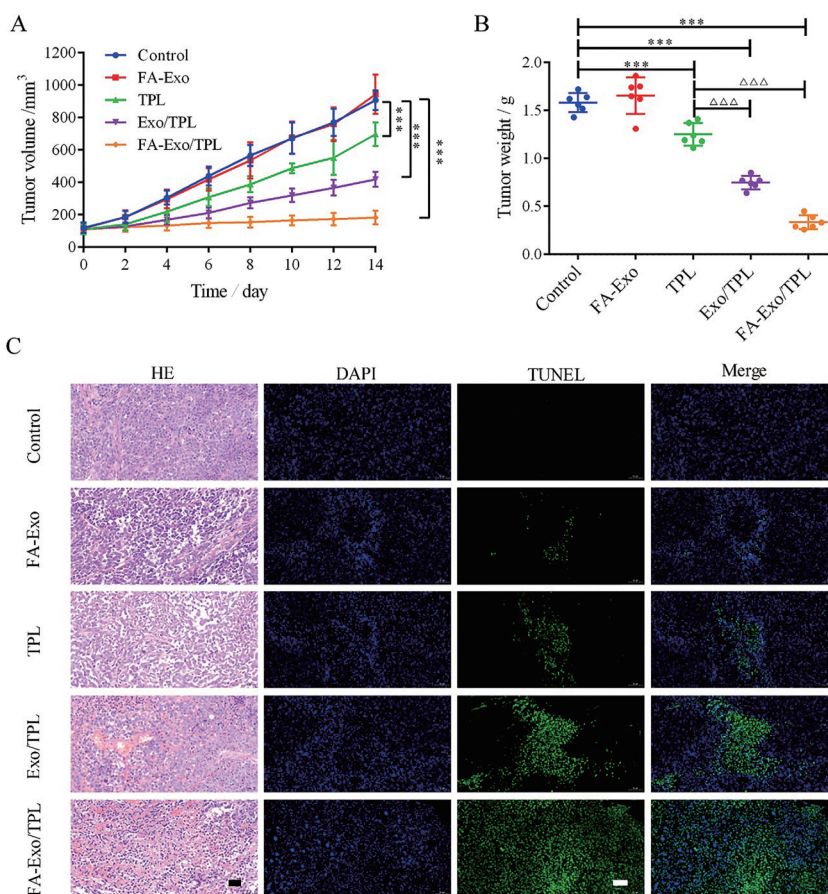 A
Control
FA-Exo
TPL
Exo/TPL
FA-Exo/TPL
Tumor volume /mm³
1200
1000
800
600
400
200
0
0 2 4 6 8 10 12 14
Time / day
***
***
***
B
***
***
***
△△△
△△△
Tumor weight / g
2.0
1.5
1.0
0.5
0.0
Control
FA-Exo
TPL
Exo/TPL
FA-Exo/TPL
C
HE DAPI TUNEL Merge
Control
FA-Exo
TPL
Exo/TPL
FA-Exo/TPL